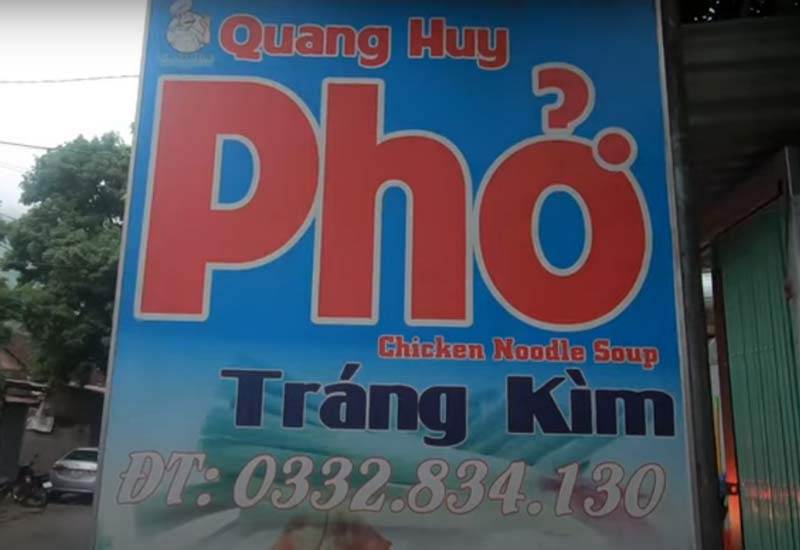 Quang Huy
Phở
Chicken Noodle Soup
Tráng Kìm
ĐT: 0332.834.130